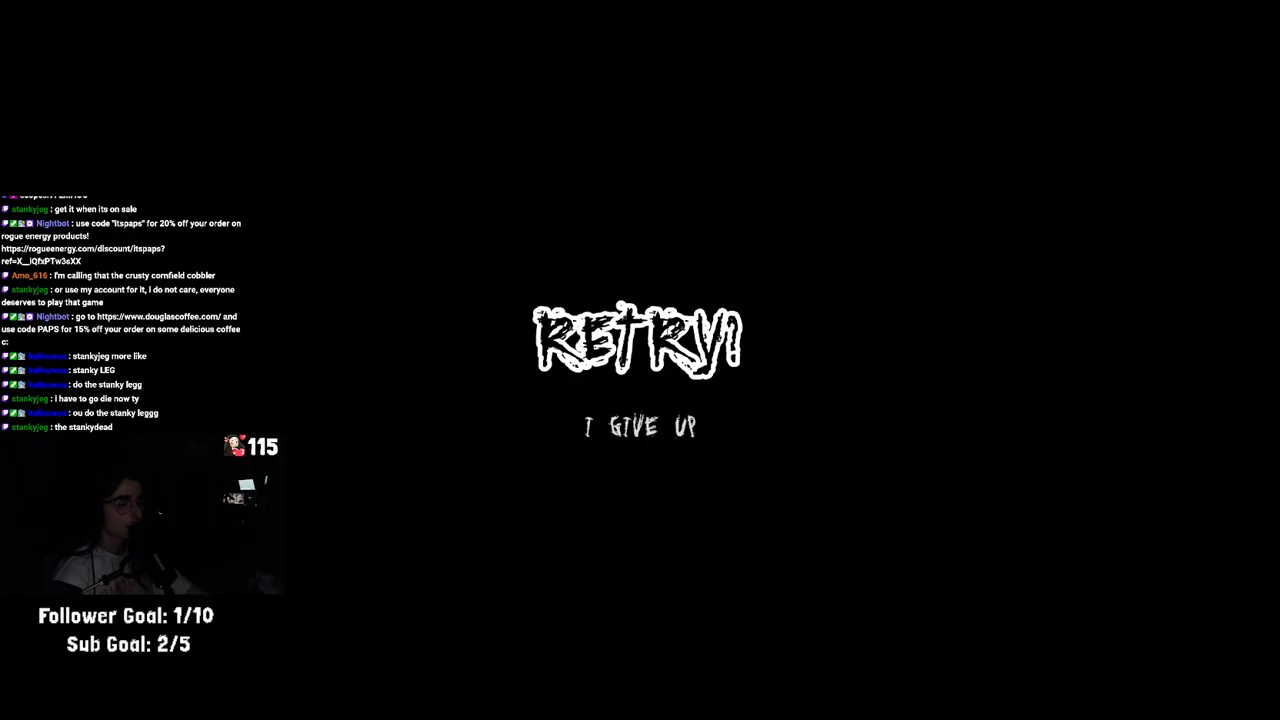 stankyjeg : get it when its on sale
Nightbot : use code "itspaps" for 20% off your order on
rogue energy products!
https://rogueenergy.com/discount/itspaps?
ref=X__IQfxPTw3sXX
Amo_616 : I'm calling that the crusty cornfield cobbler
stankyjeg : or use my account for it, i do not care, everyone
deserves to play that game
Nightbot : go to https://www.douglascoffee.com/ and
use code PAPS for 15% off your order on some delicious coffee
c:
: stankyjeg more like
: stanky LEG
: do the stanky legg
stankyjeg : i have to go die now ty
: ou do the stanky leggg
stankyjeg : the stankydead
115
RETRY?
I GIVE UP
Follower Goal: 1/10
Sub Goal: 2/5